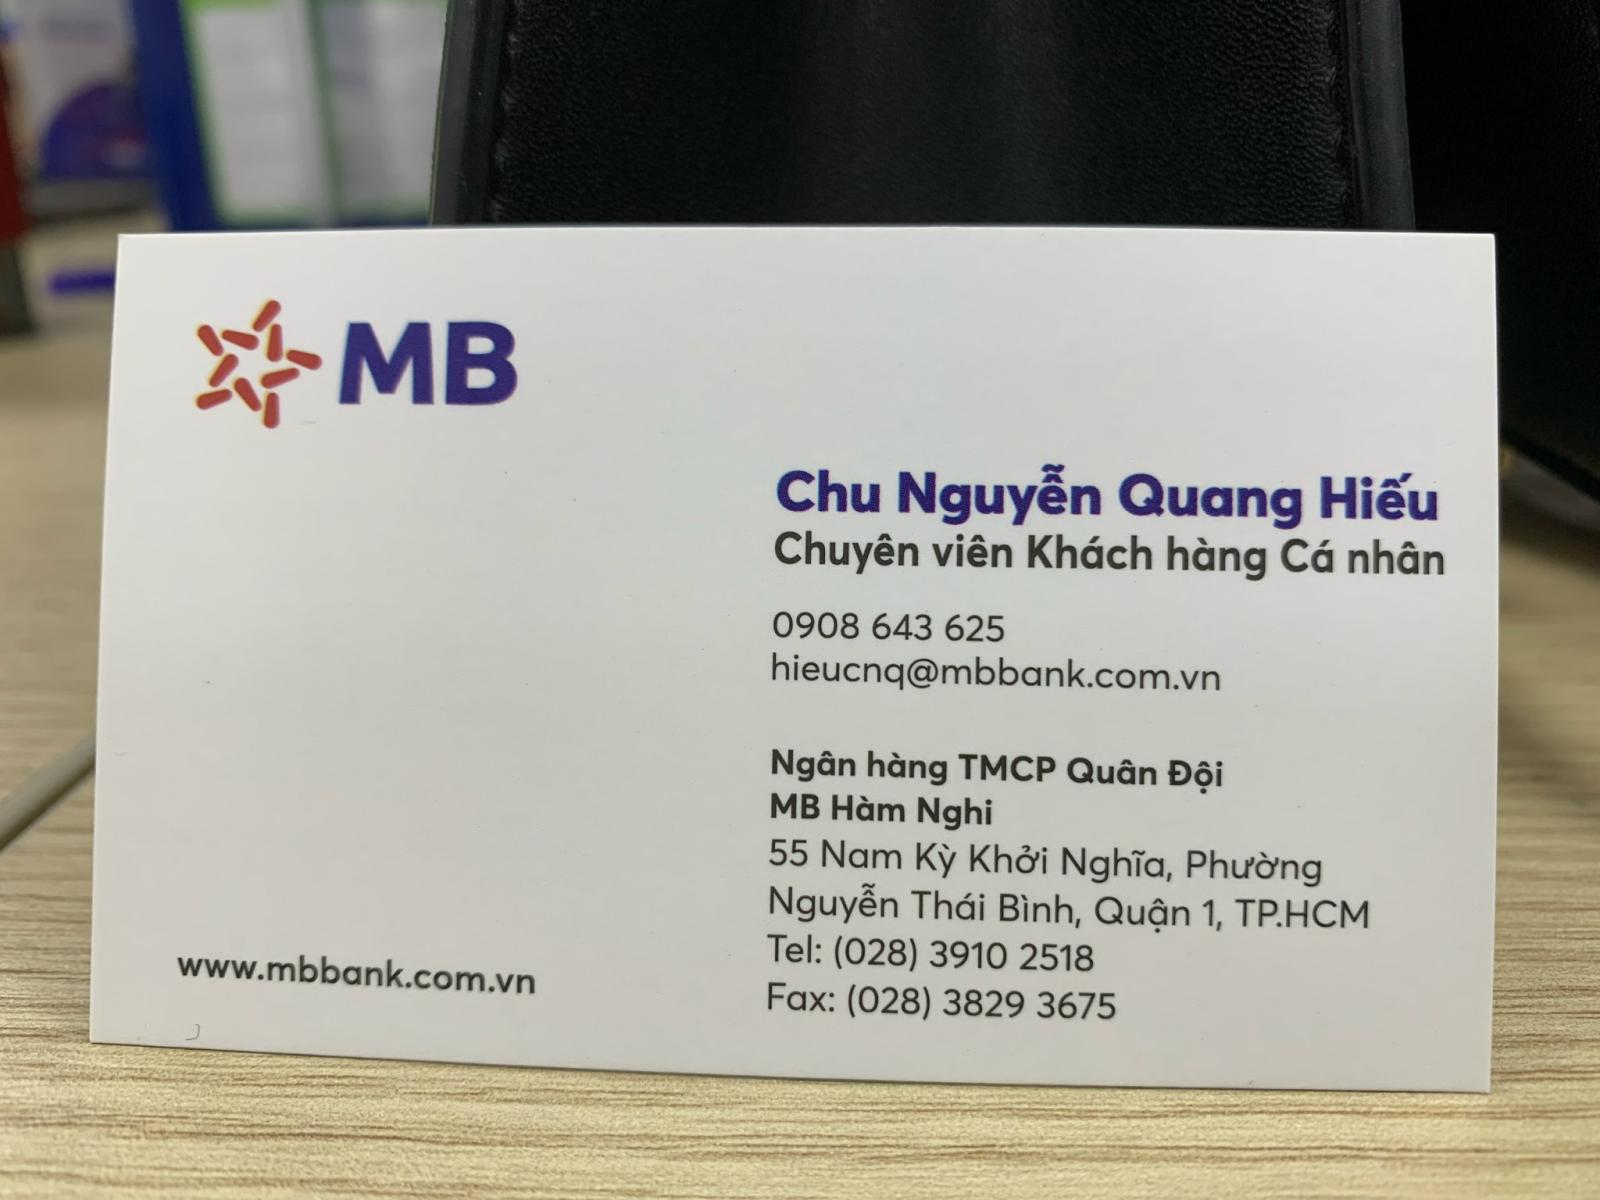 MB
Chu Nguyễn Quang Hiếu
Chuyên viên Khách hàng Cá nhân
0908 643 625
hieucnq@mbbank.com.vn
Ngân hàng TMCP Quân Đội
MB Hàm Nghi
55 Nam Kỳ Khởi Nghĩa, Phường
Nguyễn Thái Bình, Quận 1, TP.HCM
Tel: (028) 3910 2518
Fax: (028) 3829 3675
www.mbbank.com.vn